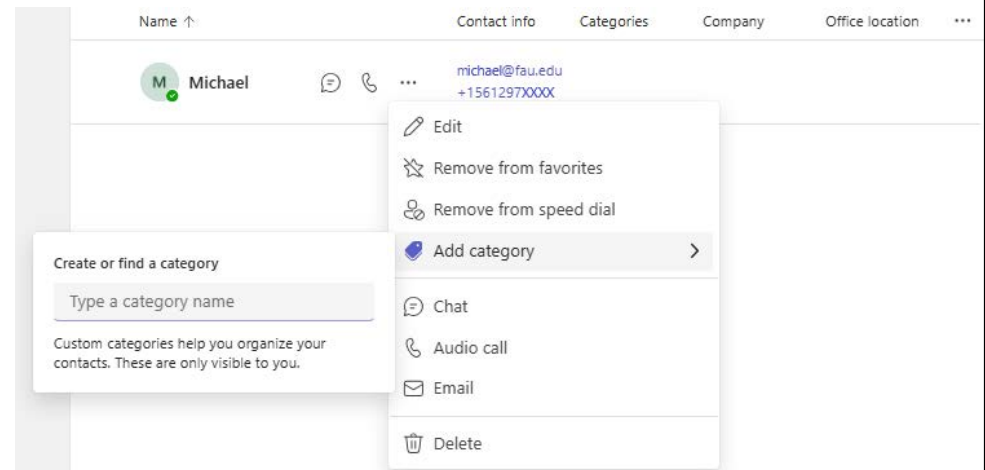 Name ↑ Contact info Categories Company Office location ...
M Michael ... michael@fau.edu
+1561297XXXX
Edit
Remove from favorites
Remove from speed dial
Add category
Create or find a category
Type a category name
Custom categories help you organize your
contacts. These are only visible to you.
Chat
Audio call
Email
Delete